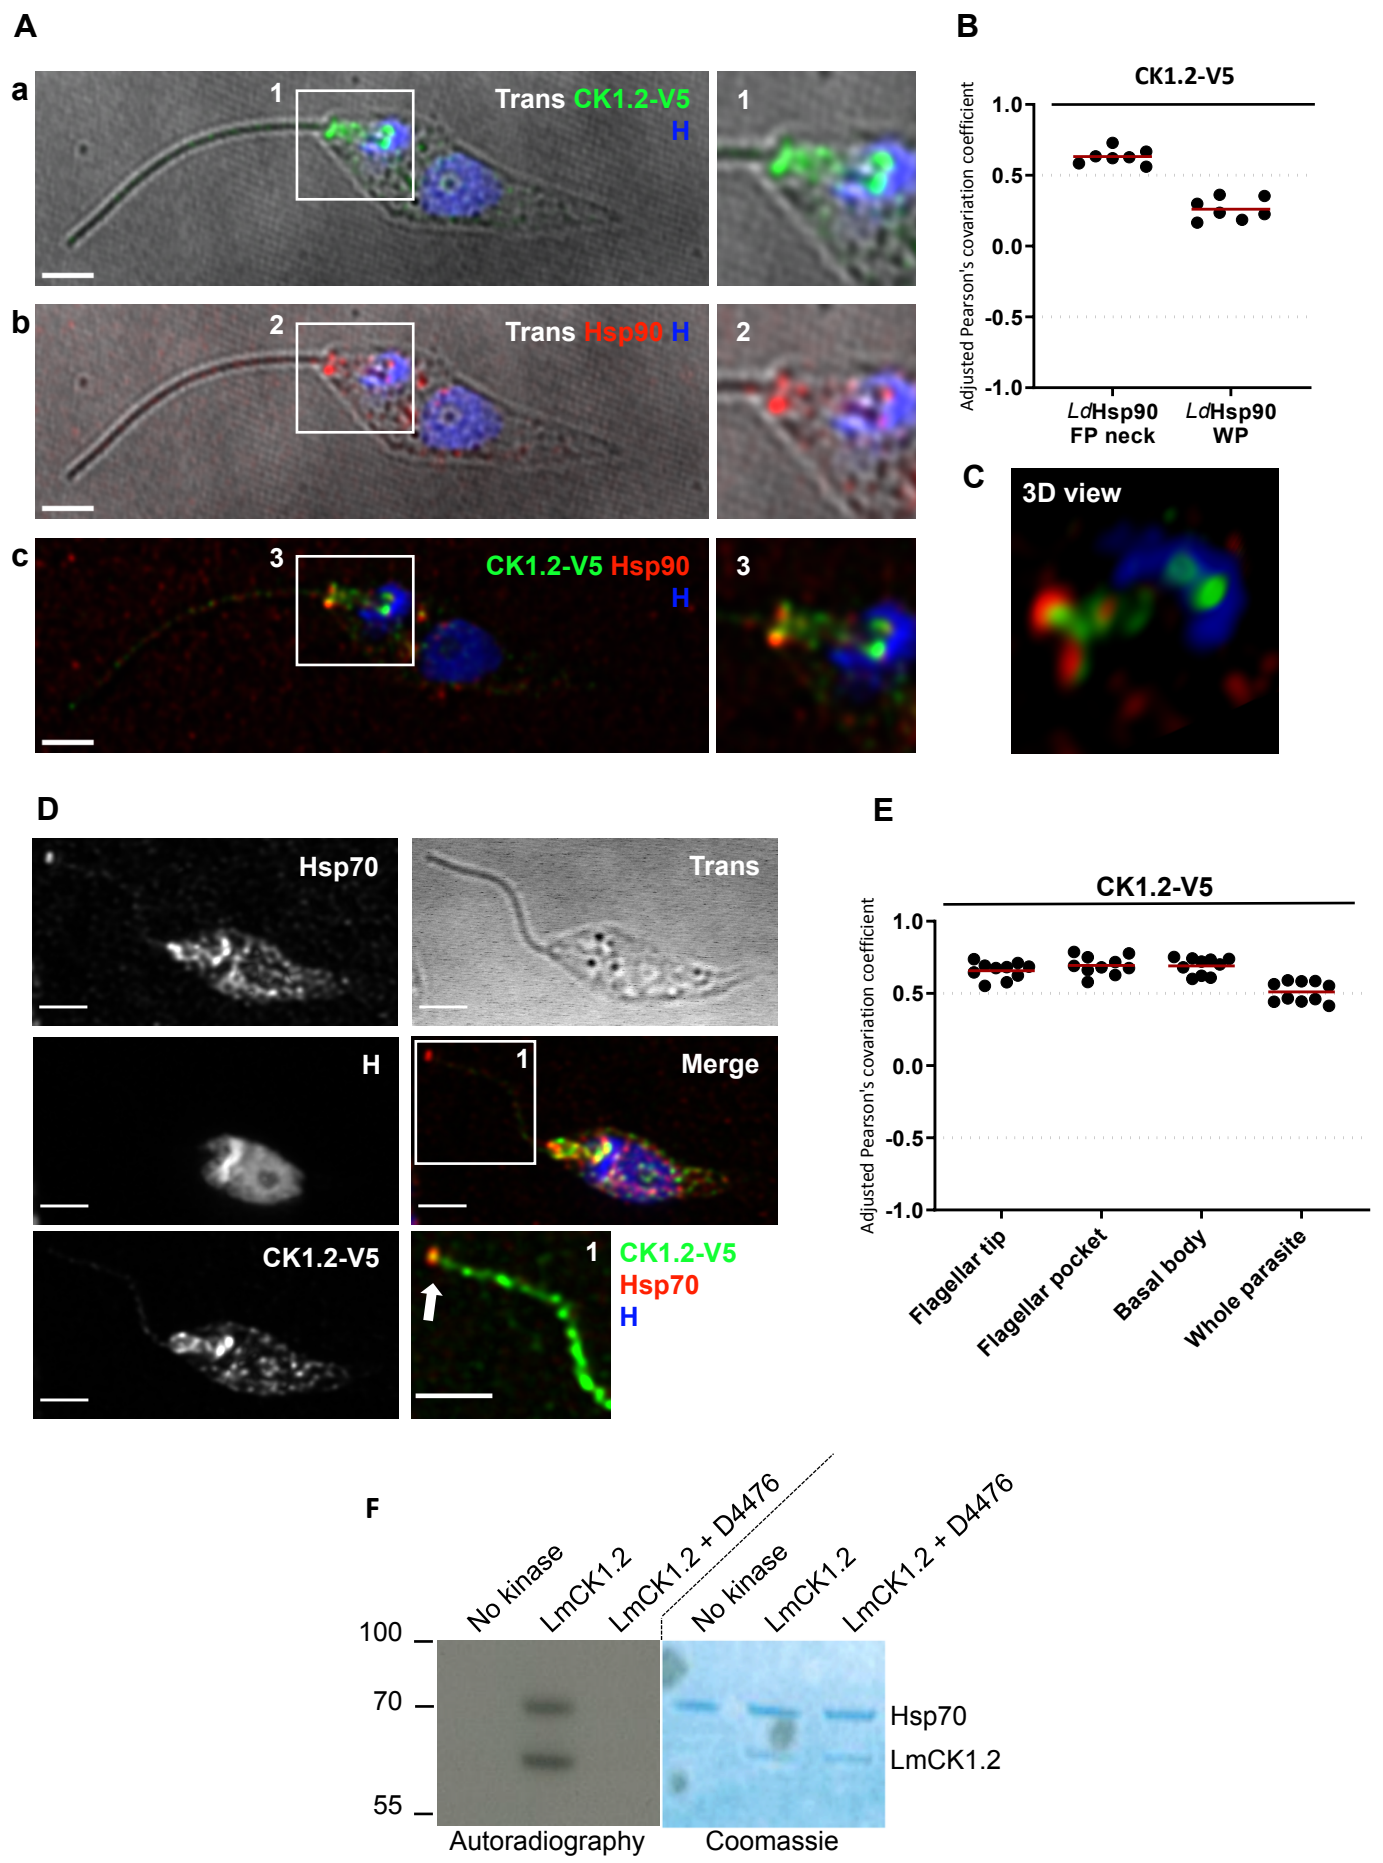 A
a
1
Trans CK1.2-V5
H
1
b
2
Trans Hsp90 H
2
c
3
CK1.2-V5 Hsp90
H
3
B
CK1.2-V5
Adjusted Pearson's covariation coefficient
1.0
0.5
0.0
-0.5
-1.0
LdHsp90
FP neck
LdHsp90
WP
C
3D view
D
Hsp70
Trans
H
1
Merge
CK1.2-V5
1
CK1.2-V5
Hsp70
H
E
CK1.2-V5
Adjusted Pearson's covariation coefficient
1.0
0.5
0.0
-0.5
-1.0
Flagellar tip
Flagellar pocket
Basal body
Whole parasite
F
No kinase
LmCK1.2
LmCK1.2 + D4476
No kinase
LmCK1.2
LmCK1.2 + D4476
100
70
55
Hsp70
LmCK1.2
Autoradiography
Coomassie